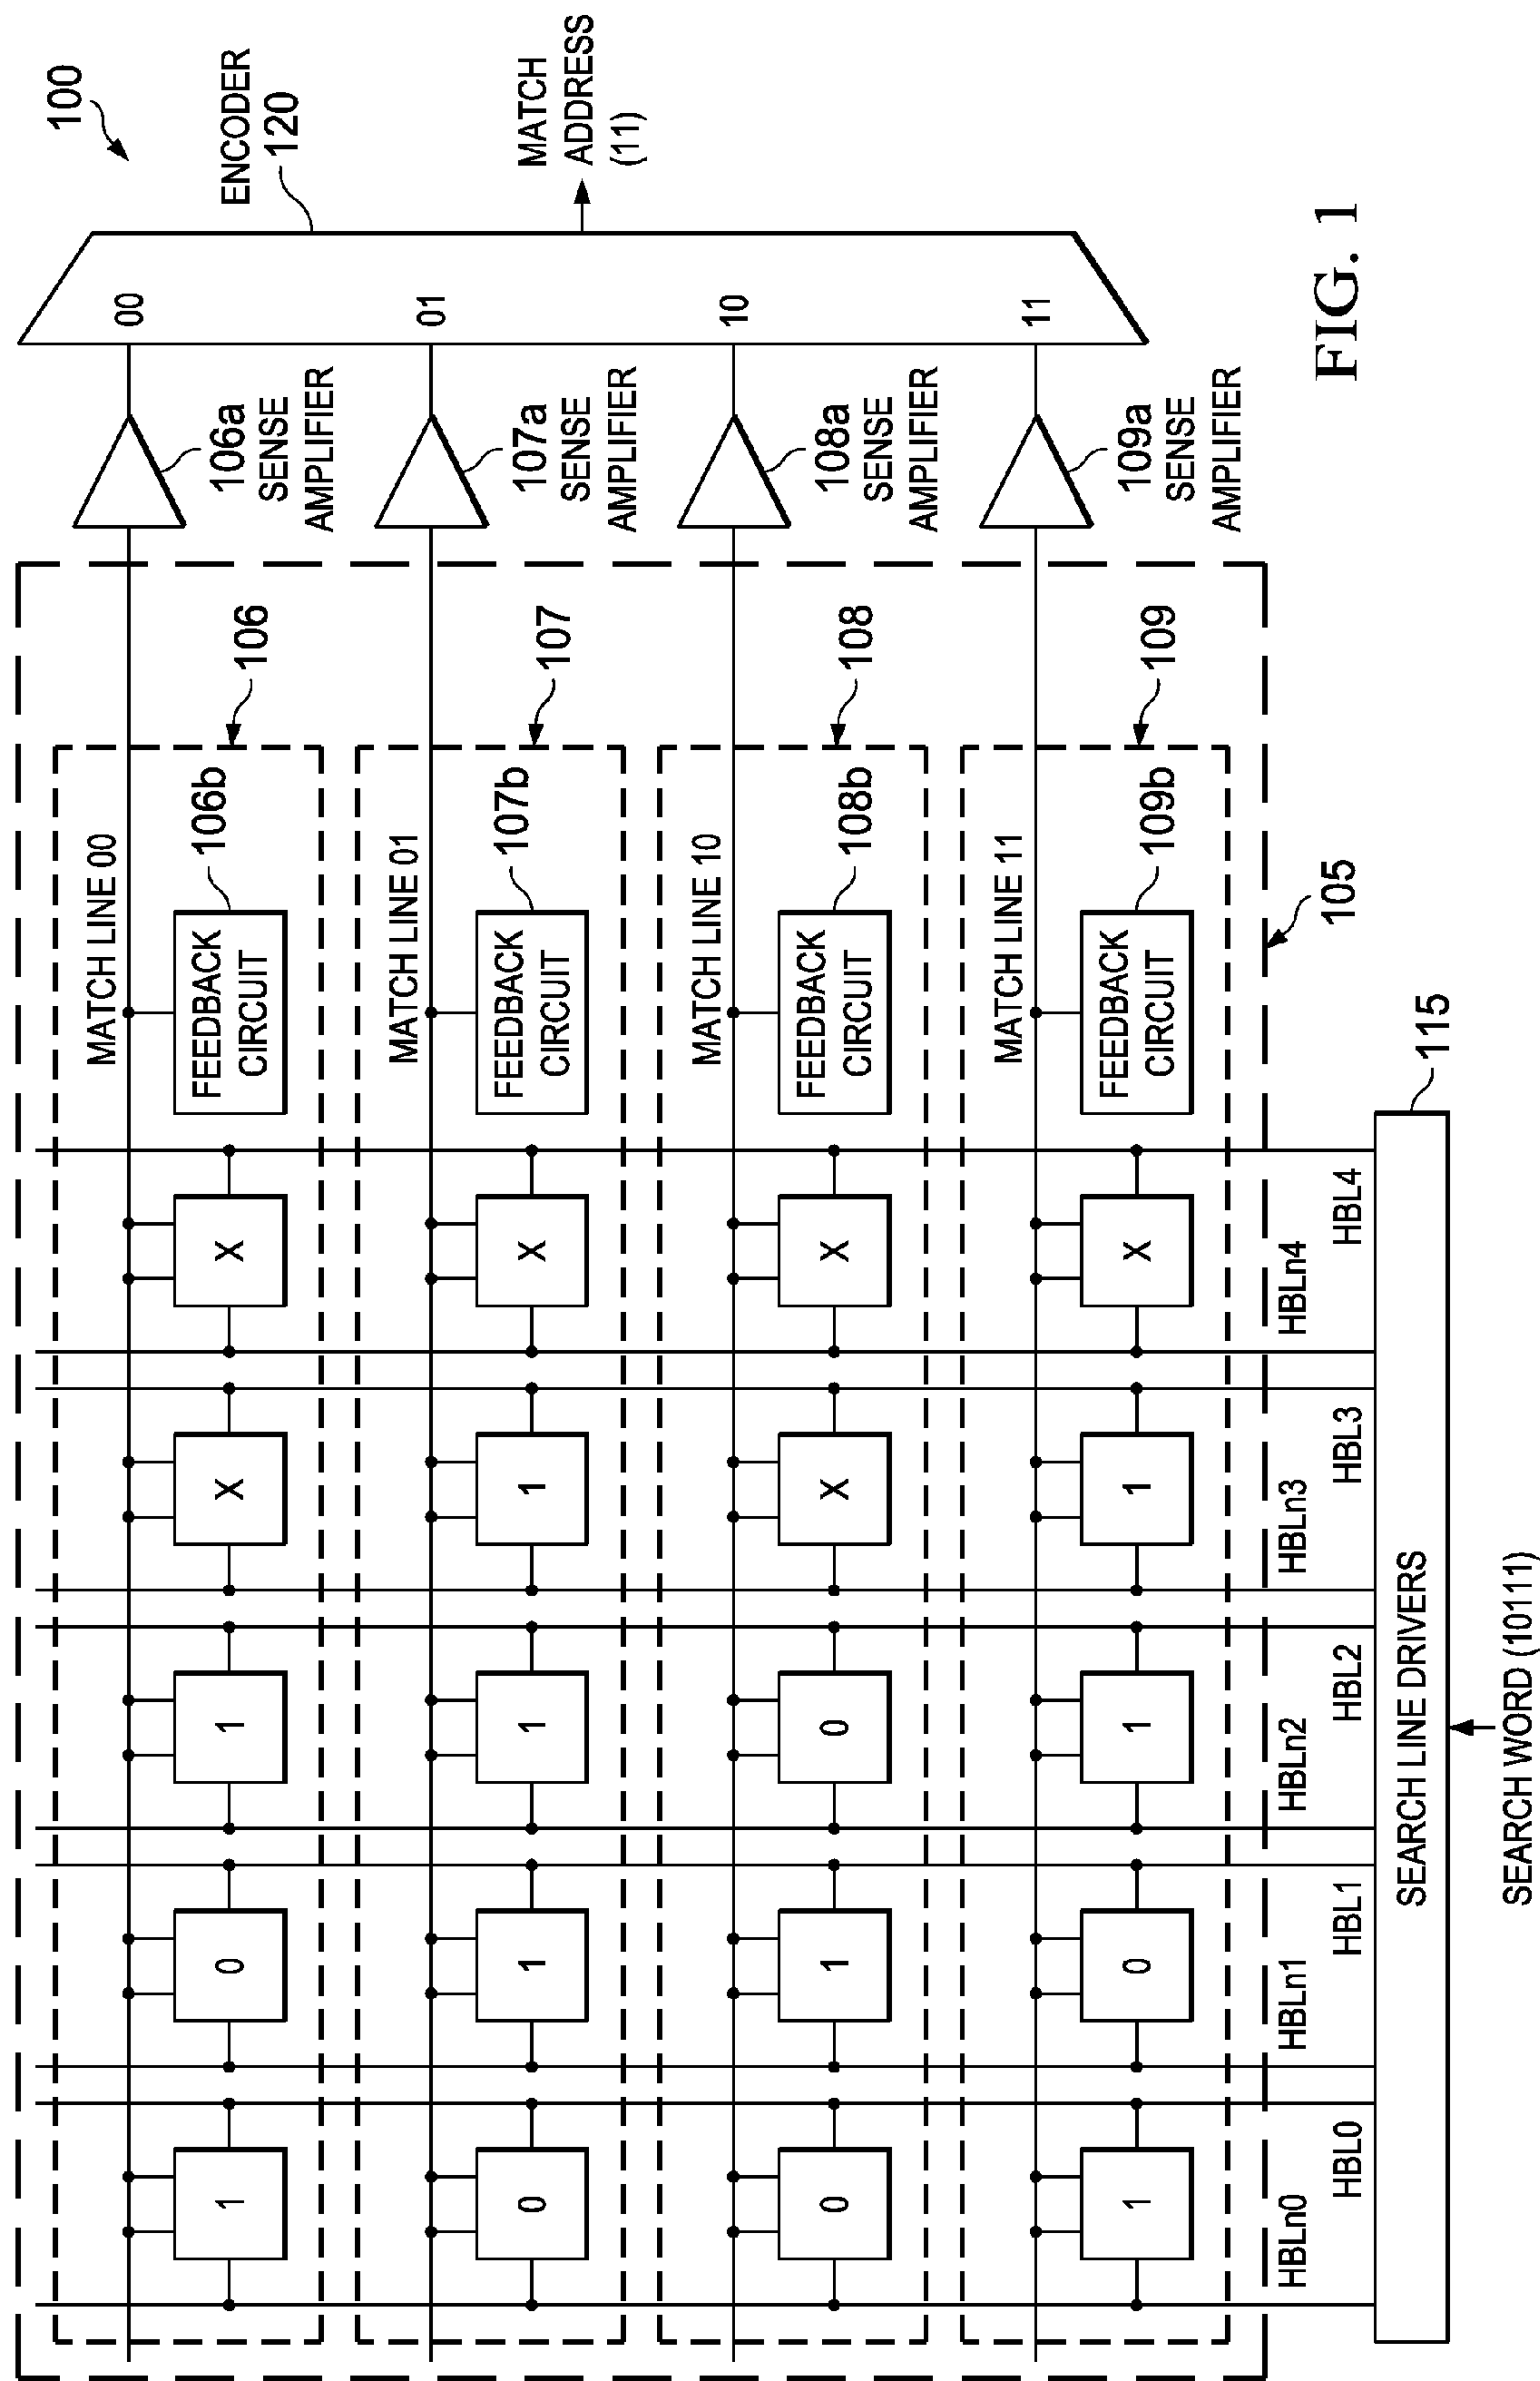 100
ENCODER
120
MATCH
ADDRESS
(11)
00
01
10
11
106a
SENSE
AMPLIFIER
107a
SENSE
AMPLIFIER
108a
SENSE
AMPLIFIER
109a
SENSE
AMPLIFIER
MATCH LINE 00
1
0
1
X
X
FEEDBACK
CIRCUIT
106b
106
MATCH LINE 01
0
1
1
1
X
FEEDBACK
CIRCUIT
107b
107
MATCH LINE 10
0
1
0
X
X
FEEDBACK
CIRCUIT
108b
108
MATCH LINE 11
1
0
1
1
X
FEEDBACK
CIRCUIT
109b
109
105
HBLn0
HBLn1
HBLn2
HBLn3
HBLn4
HBL0
HBL1
HBL2
HBL3
HBL4
SEARCH LINE DRIVERS
115
SEARCH WORD (10111)
FIG. 1